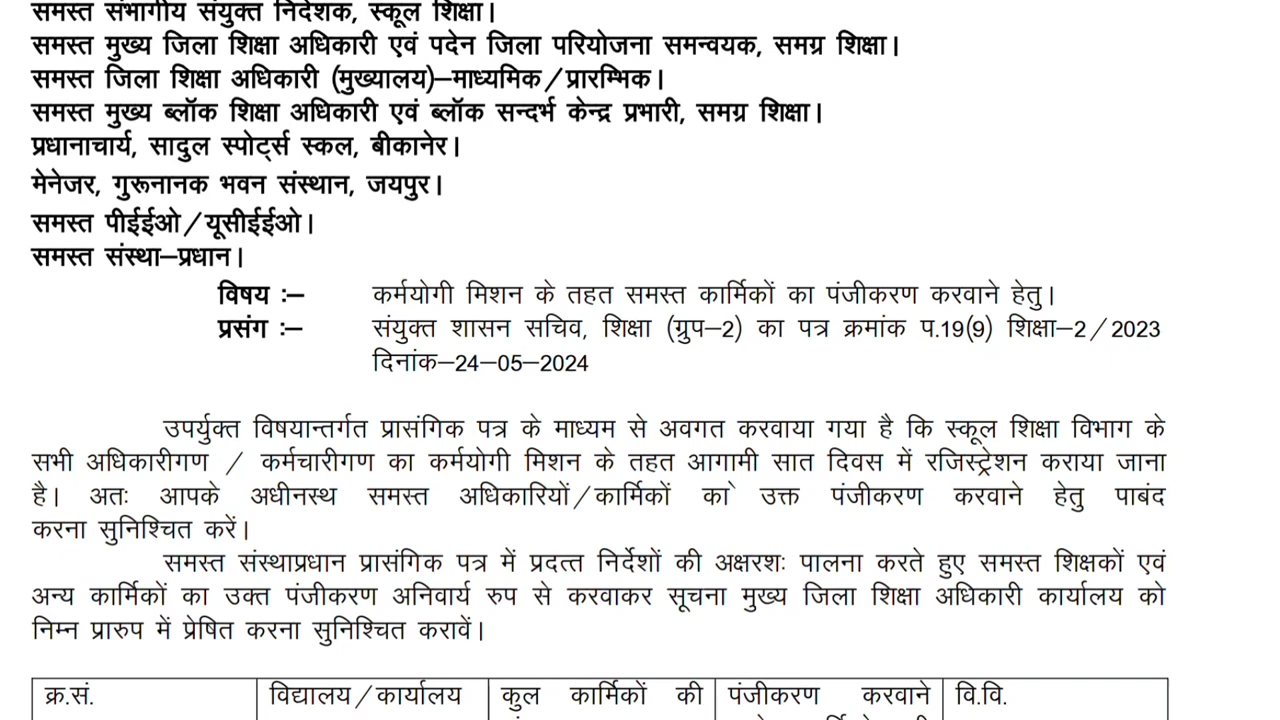 समस्त संभागीय संयुक्त निदेशक, स्कूल शिक्षा।
समस्त मुख्य जिला शिक्षा अधिकारी एवं पदेन जिला परियोजना समन्वयक, समग्र शिक्षा।
समस्त जिला शिक्षा अधिकारी (मुख्यालय)–माध्यमिक/प्रारम्भिक।
समस्त मुख्य ब्लॉक शिक्षा अधिकारी एवं ब्लॉक सन्दर्भ केन्द्र प्रभारी, समग्र शिक्षा।
प्रधानाचार्य, सादुल स्पोर्ट्स स्कल, बीकानेर।
मेनेजर, गुरूनानक भवन संस्थान, जयपुर।
समस्त पीईईओ/यूसीईईओ।
समस्त संस्था–प्रधान।
विषय :– कर्मयोगी मिशन के तहत समस्त कार्मिकों का पंजीकरण करवाने हेतु।
प्रसंग :– संयुक्त शासन सचिव, शिक्षा (ग्रुप–2) का पत्र क्रमांक प.19(9) शिक्षा–2/2023
दिनांक–24–05–2024
उपर्युक्त विषयान्तर्गत प्रासंगिक पत्र के माध्यम से अवगत करवाया गया है कि स्कूल शिक्षा विभाग के
सभी अधिकारीगण / कर्मचारीगण का कर्मयोगी मिशन के तहत आगामी सात दिवस में रजिस्ट्रेशन कराया जाना
है। अतः आपके अधीनस्थ समस्त अधिकारियों/कार्मिकों काे उक्त पंजीकरण करवाने हेतु पाबंद
करना सुनिश्चित करें।
समस्त संस्थाप्रधान प्रासंगिक पत्र में प्रदत्त निर्देशों की अक्षरशः पालना करते हुए समस्त शिक्षकों एवं
अन्य कार्मिकों का उक्त पंजीकरण अनिवार्य रुप से करवाकर सूचना मुख्य जिला शिक्षा अधिकारी कार्यालय को
निम्न प्रारुप में प्रेषित करना सुनिश्चित करावें।
क्र.सं. विद्यालय/कार्यालय कुल कार्मिकों की पंजीकरण करवाने वि.वि.